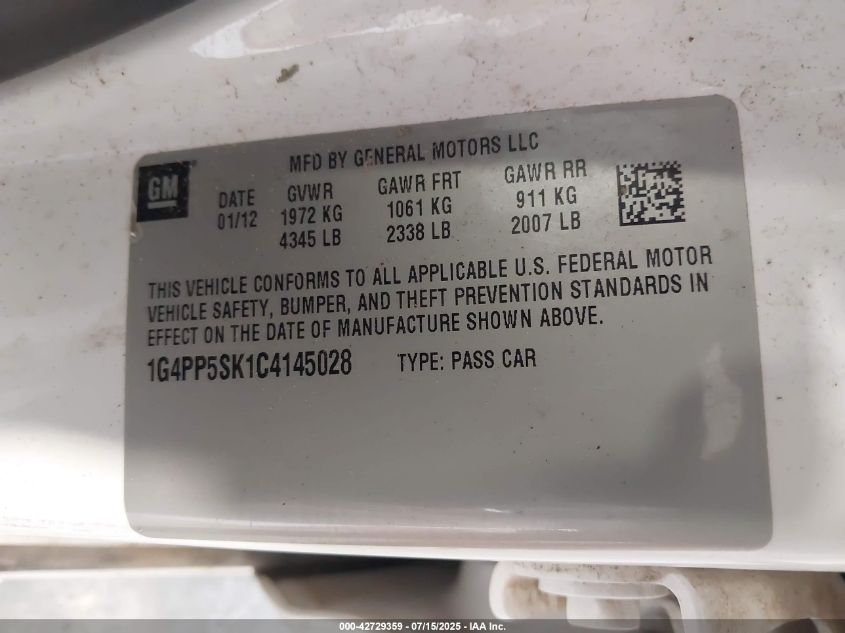 MFD BY GENERAL MOTORS LLC
GM
DATE GVWR GAWR FRT GAWR RR
01/12 1972 KG 1061 KG 911 KG
4345 LB 2338 LB 2007 LB
THIS VEHICLE CONFORMS TO ALL APPLICABLE U.S. FEDERAL MOTOR
VEHICLE SAFETY, BUMPER, AND THEFT PREVENTION STANDARDS IN
EFFECT ON THE DATE OF MANUFACTURE SHOWN ABOVE.
1G4PP5SK1C4145028 TYPE: PASS CAR
000-42729359 - 07/15/2025 - IAA Inc.